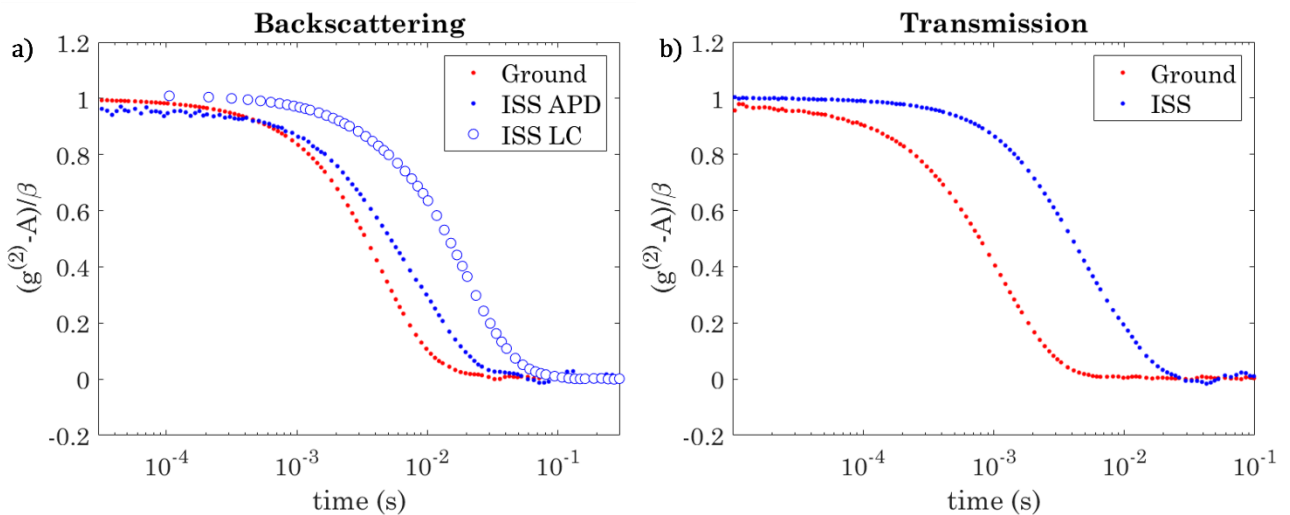 Backscattering
a)
1.2
1
0.8
0.6
0.4
0.2
0
-0.2
(g(2)-A)/β
Ground
ISS APD
ISS LC
10-4
10-3
10-2
10-1
time (s)
Transmission
b)
1.2
1
0.8
0.6
0.4
0.2
0
-0.2
(g(2)-A)/β
Ground
ISS
10-4
10-3
10-2
10-1
time (s)